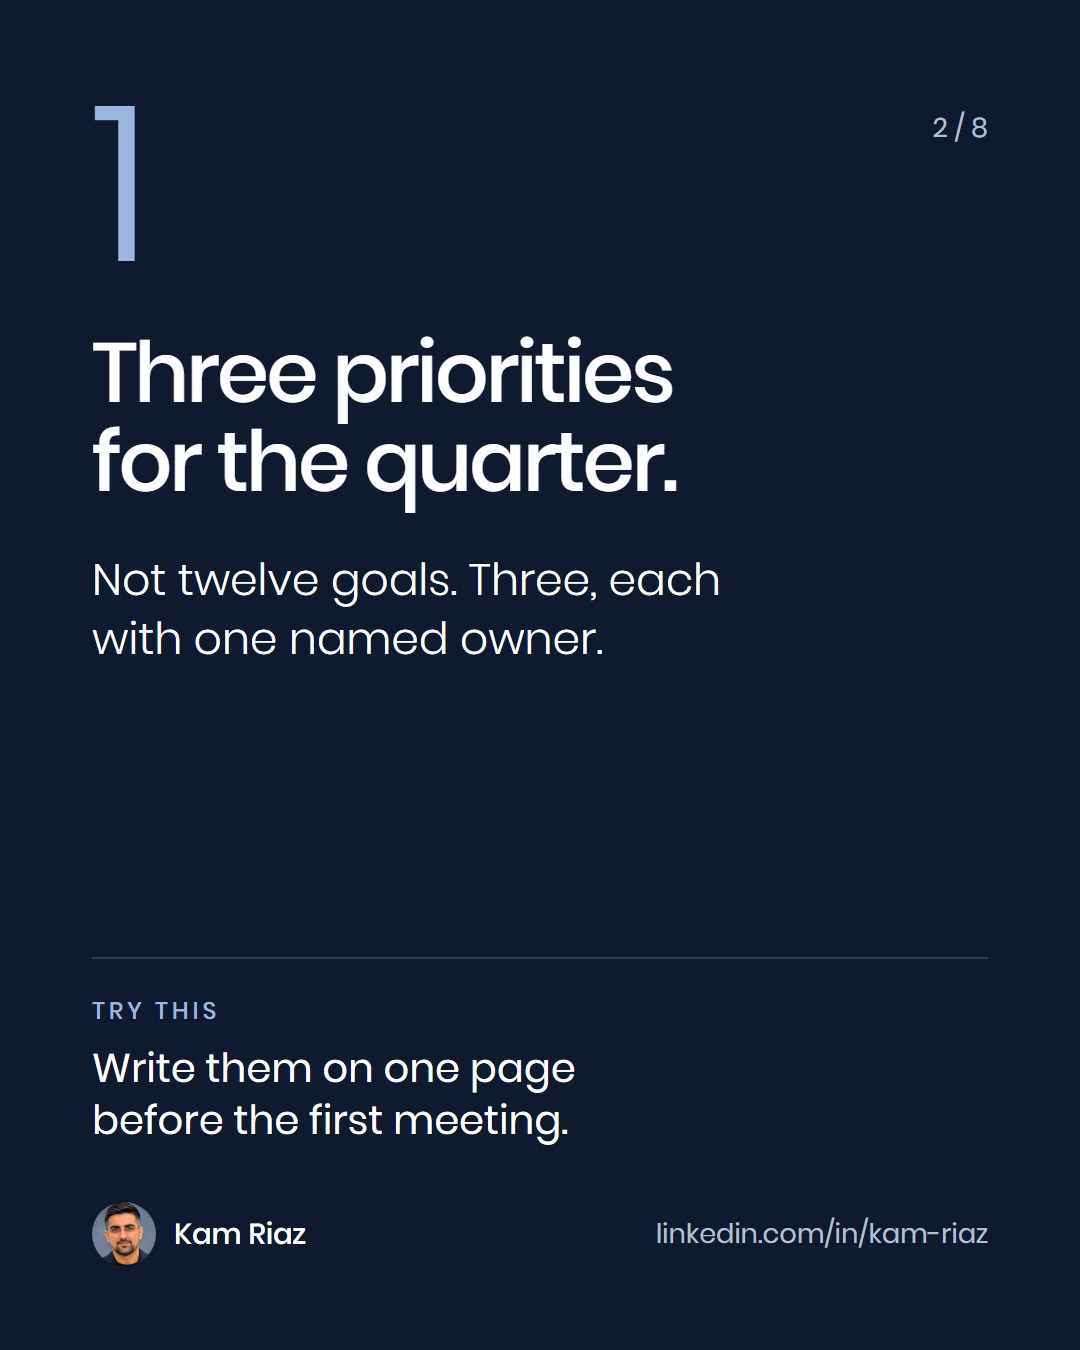 1
2 / 8
Three priorities
for the quarter.
Not twelve goals. Three, each
with one named owner.
TRY THIS
Write them on one page
before the first meeting.
Kam Riaz
linkedin.com/in/kam-riaz